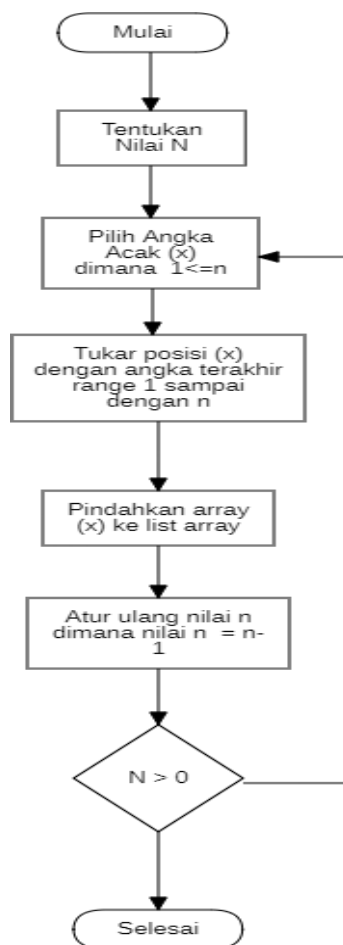 Mulai
Tentukan
Nilai N
Pilih Angka
Acak (x)
dimana 1<=n
Tukar posisi (x)
dengan angka terakhir
range 1 sampai
dengan n
Pindahkan array
(x) ke list array
Atur ulang nilai n
dimana nilai n = n-
1
N > 0
Selesai